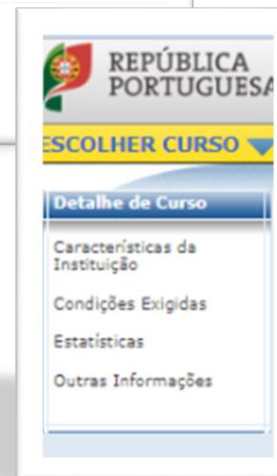 REPÚBLICA
PORTUGUESA
ESCOLHER CURSO
Detalhe de Curso
Características da
Instituição
Condições Exigidas
Estatísticas
Outras Informações